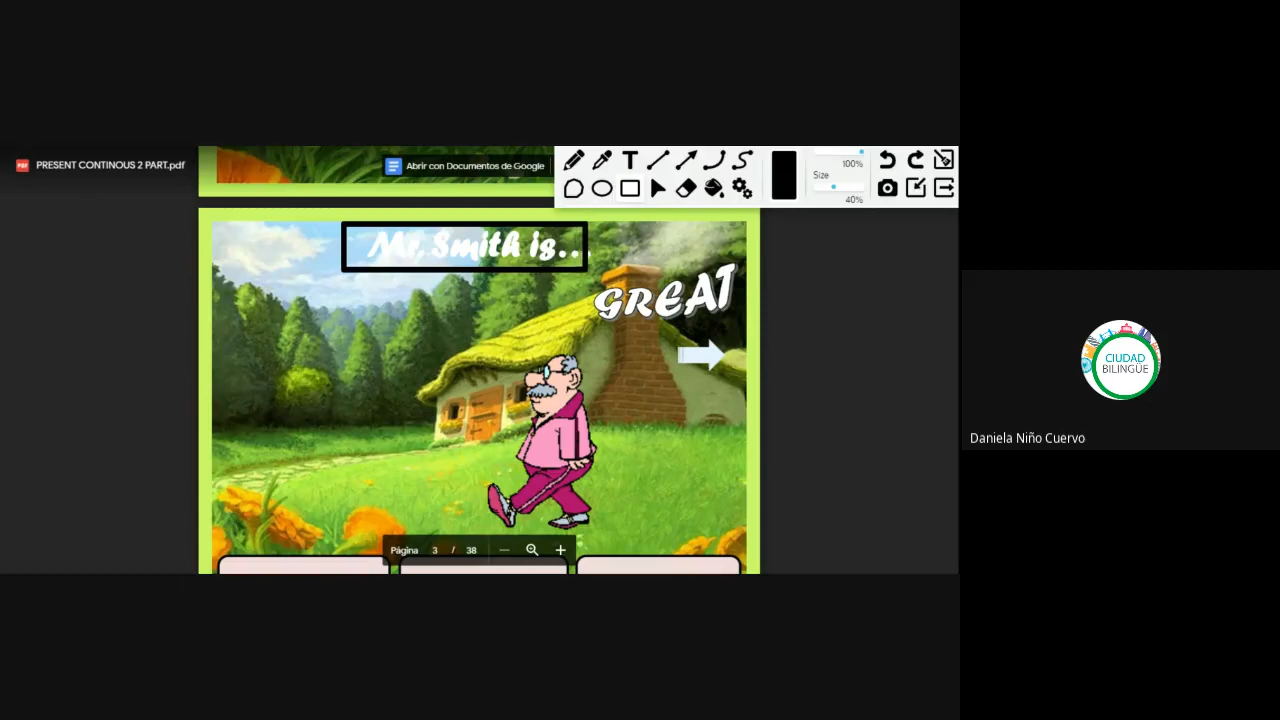 PDF
PRESENT CONTINOUS 2 PART.pdf
Abrir con Documentos de Google
T
100%
Size
40%
Mr. Smith is...
GREAT
Página 3 / 38
CIUDAD
BILINGÜE
Daniela Niño Cuervo